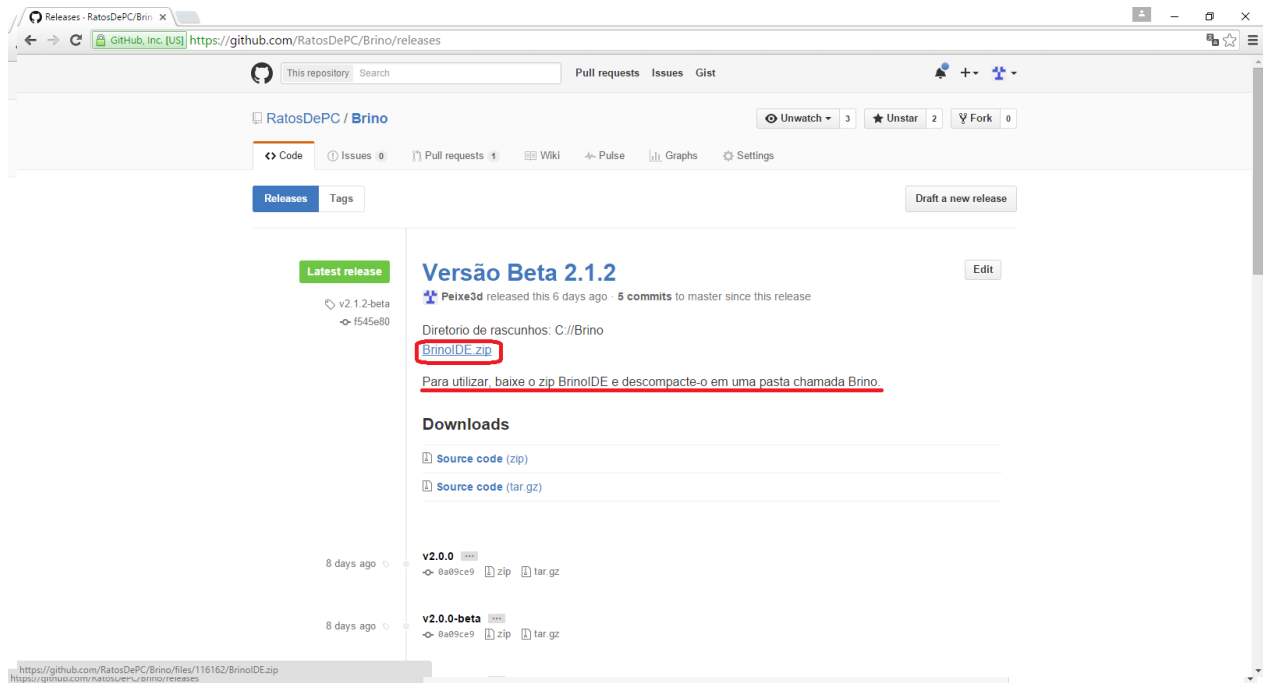 Releases · RatosDePC/Brin
GitHub, Inc. [US] https://github.com/RatosDePC/Brino/releases
This repository Search Pull requests Issues Gist
RatosDePC / Brino Unwatch 3 Unstar 2 Fork 0
Code Issues 0 Pull requests 1 Wiki Pulse Graphs Settings
Releases Tags Draft a new release
Latest release Versão Beta 2.1.2 Edit
Peixe3d released this 6 days ago · 5 commits to master since this release
v2.1.2-beta
f545e80
Diretorio de rascunhos: C://Brino
BrinoIDE.zip
Para utilizar, baixe o zip BrinoIDE e descompacte-o em uma pasta chamada Brino.
Downloads
Source code (zip)
Source code (tar.gz)
v2.0.0 ...
8 days ago 0a09ce9 zip tar.gz
v2.0.0-beta ...
8 days ago 0a09ce9 zip tar.gz
https://github.com/RatosDePC/Brino/files/116162/BrinoIDE.zip
https://github.com/RatosDePC/Brino/releases